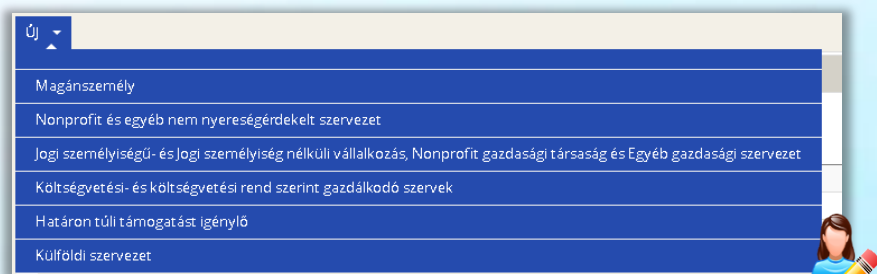 Új
Magánszemély
Nonprofit és egyéb nem nyereségérdekelt szervezet
Jogi személyiségű- és Jogi személyiség nélküli vállalkozás, Nonprofit gazdasági társaság és Egyéb gazdasági szervezet
Költségvetési- és költségvetési rend szerint gazdálkodó szervek
Határon túli támogatást igénylő
Külföldi szervezet